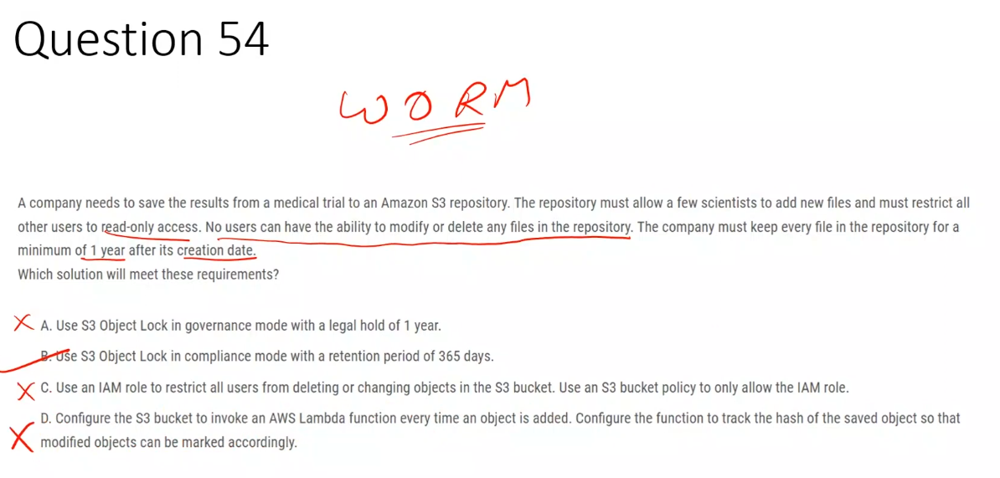 Question 54
WORM
A company needs to save the results from a medical trial to an Amazon S3 repository. The repository must allow a few scientists to add new files and must restrict all
other users to read-only access. No users can have the ability to modify or delete any files in the repository. The company must keep every file in the repository for a
minimum of 1 year after its creation date.
Which solution will meet these requirements?
A. Use S3 Object Lock in governance mode with a legal hold of 1 year.
B. Use S3 Object Lock in compliance mode with a retention period of 365 days.
C. Use an IAM role to restrict all users from deleting or changing objects in the S3 bucket. Use an S3 bucket policy to only allow the IAM role.
D. Configure the S3 bucket to invoke an AWS Lambda function every time an object is added. Configure the function to track the hash of the saved object so that
modified objects can be marked accordingly.